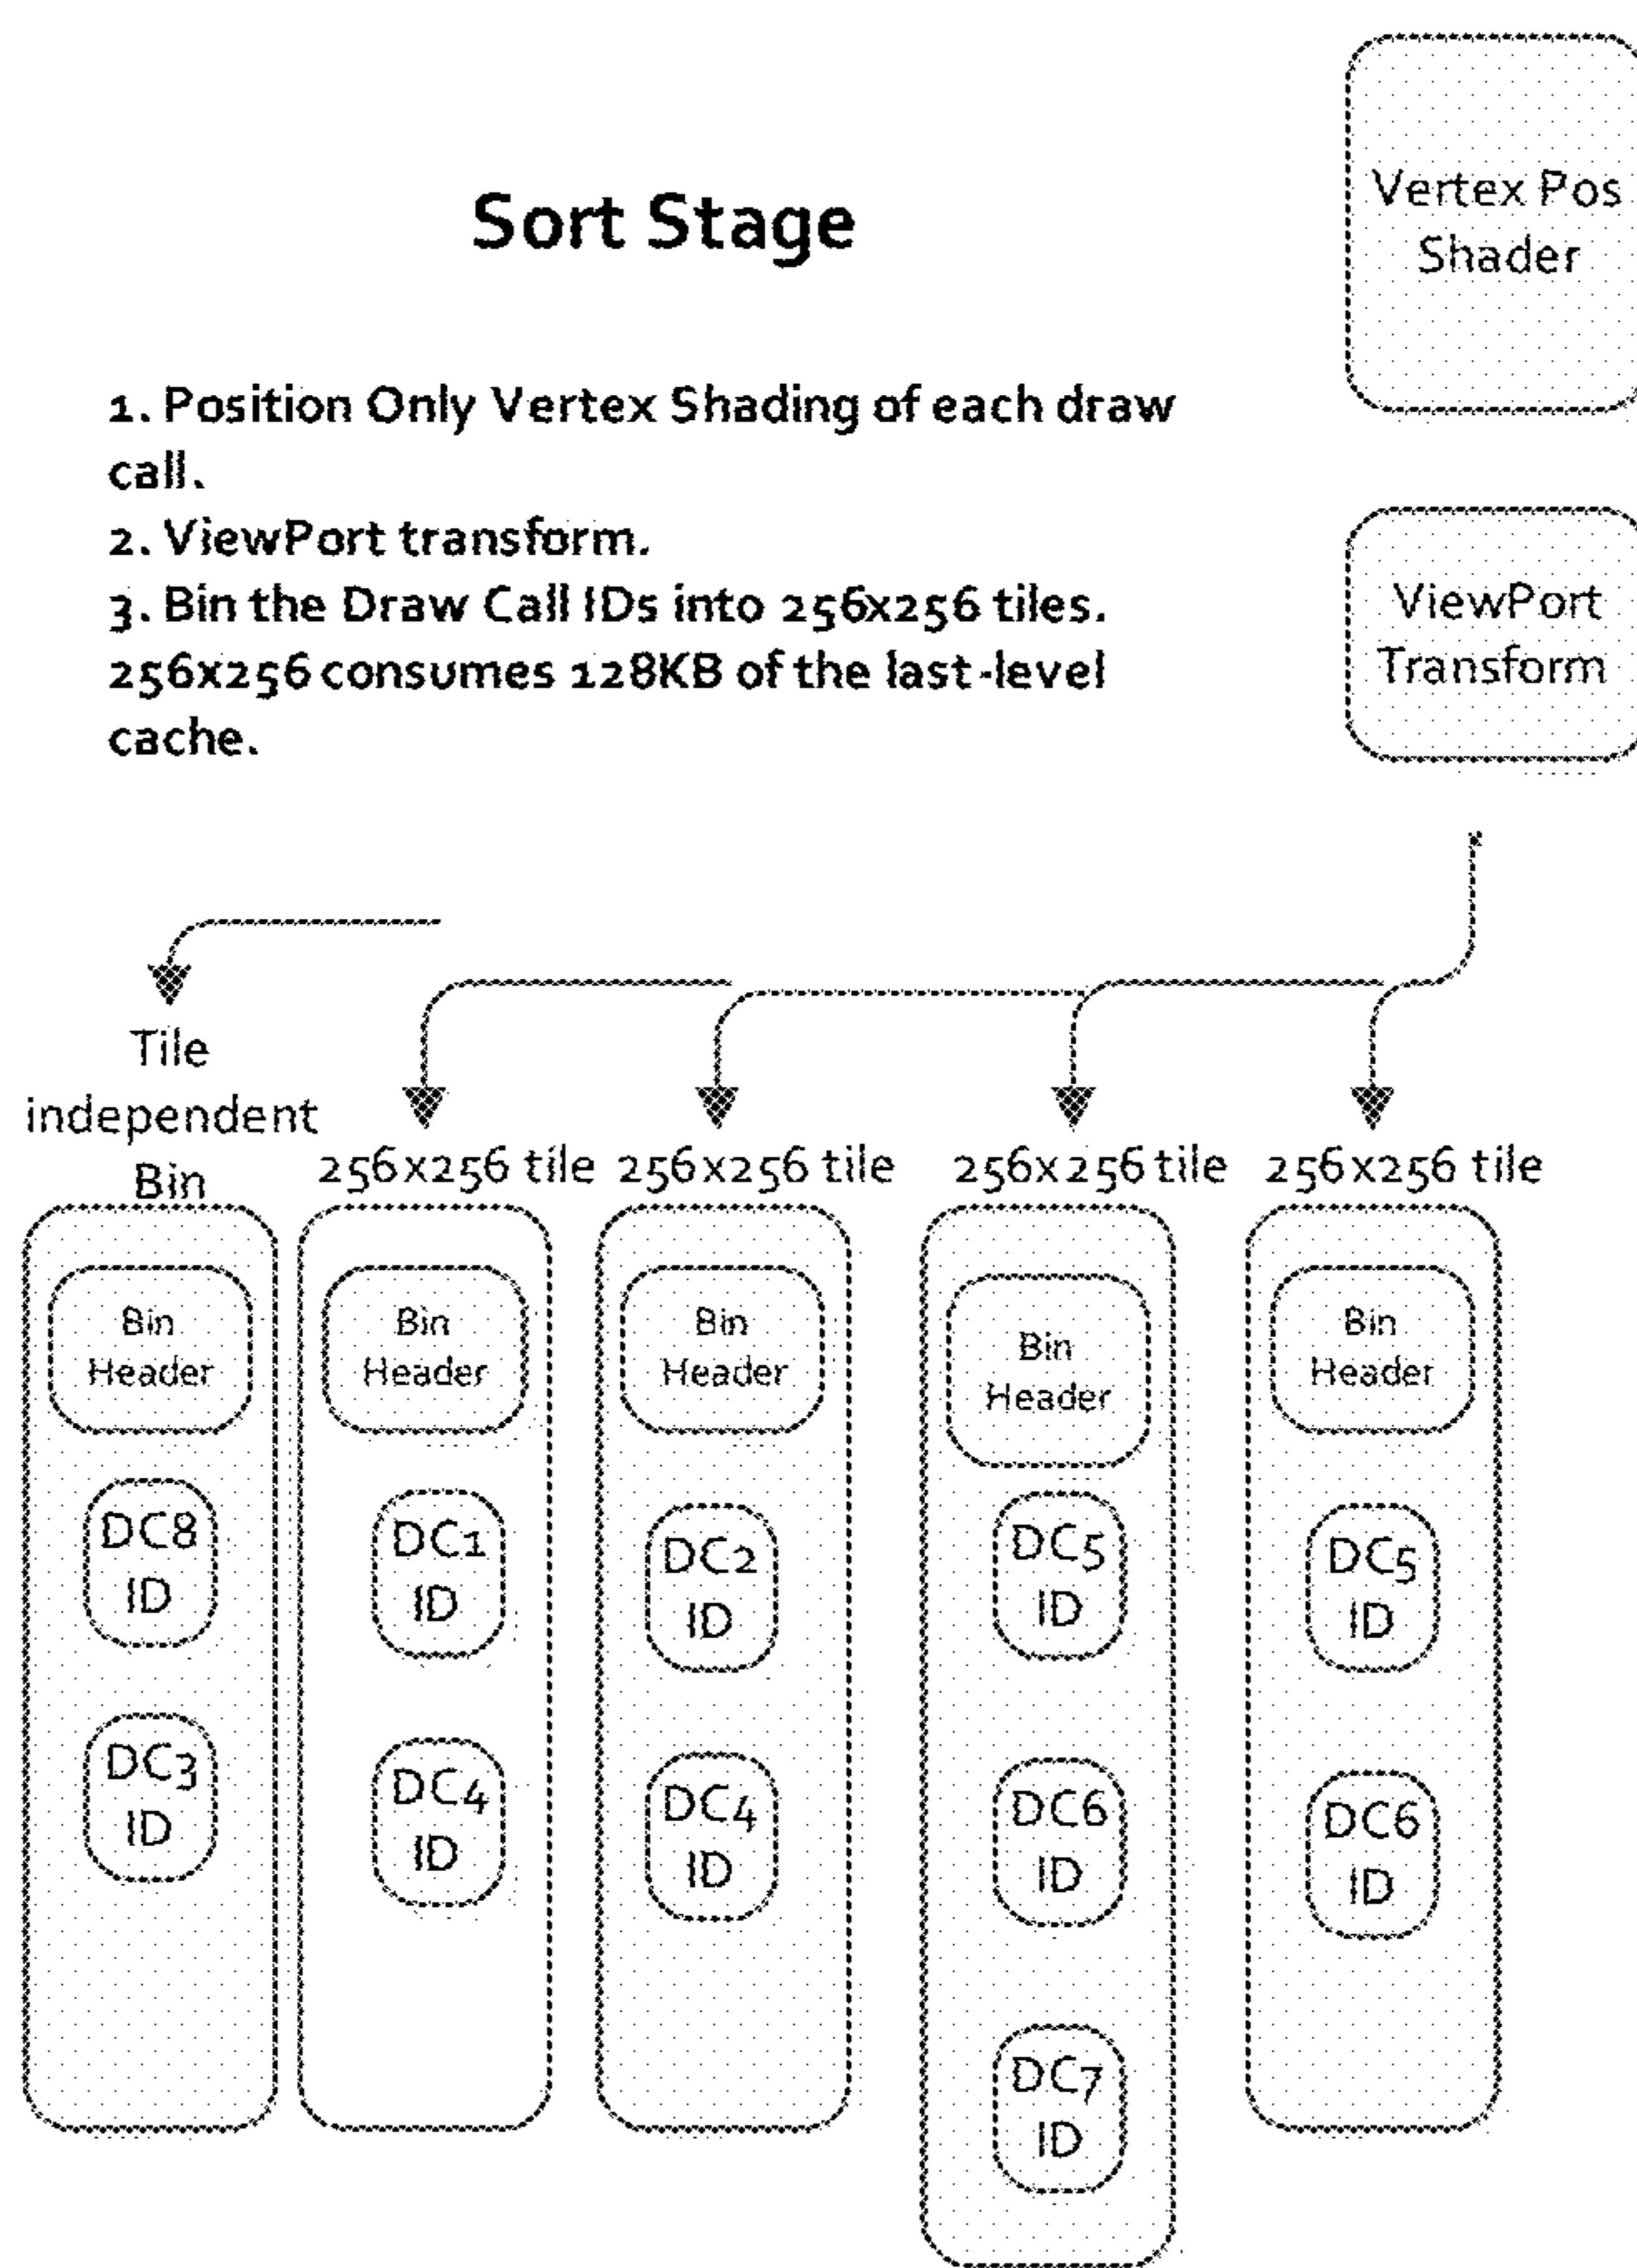 Sort Stage
Vertex Pos
Shader
1. Position Only Vertex Shading of each draw
call.
2. ViewPort transform.
3. Bin the Draw Call IDs into 256x256 tiles.
256x256 consumes 128KB of the last-level
cache.
ViewPort
Transform
Tile
independent
Bin
256x256 tile
256x256 tile
256x256 tile
256x256 tile
Bin
Header
DC8
ID
DC3
ID
Bin
Header
DC1
ID
DC4
ID
Bin
Header
DC2
ID
DC4
ID
Bin
Header
DC5
ID
DC6
ID
DC7
ID
Bin
Header
DC5
ID
DC6
ID